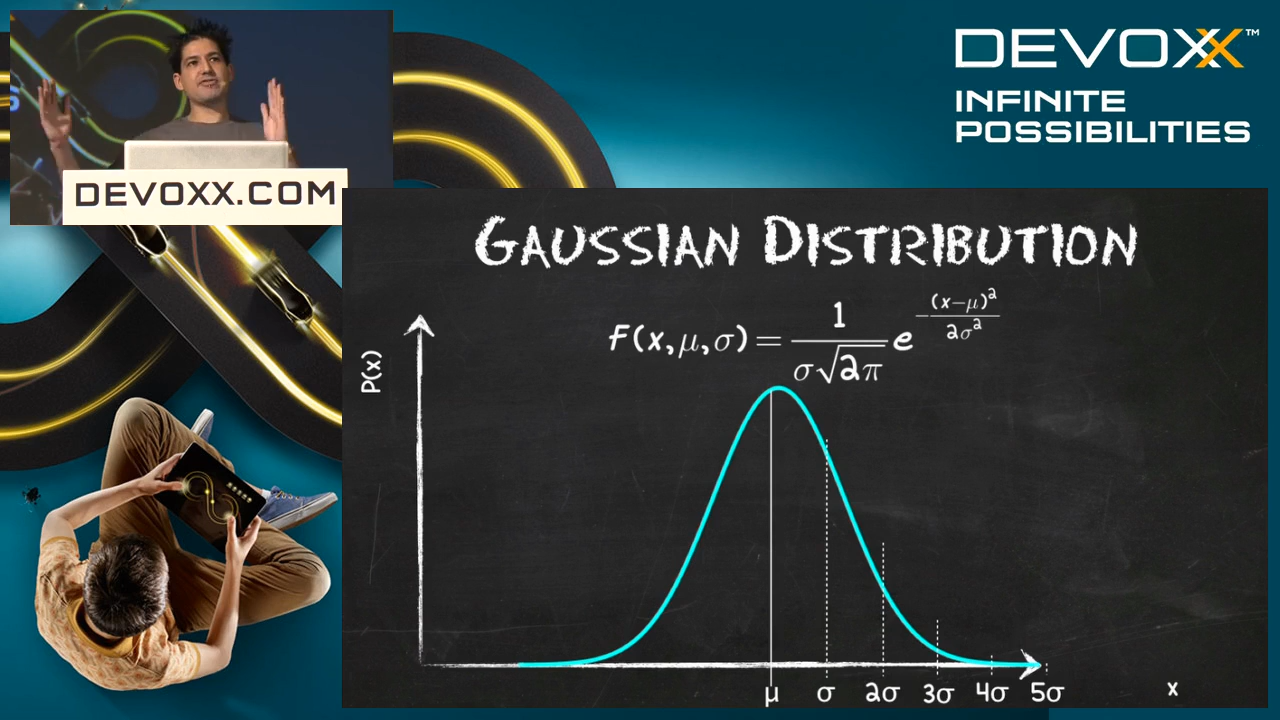 DEVOXX™
INFINITE
POSSIBILITIES
DEVOXX.COM
GAUSSIAN DISTRIBUTION
F(x,μ,σ) = 1/(σ√2π) e^(-(x-μ)²/2σ²)
P(x)
μ σ 2σ 3σ 4σ 5σ x